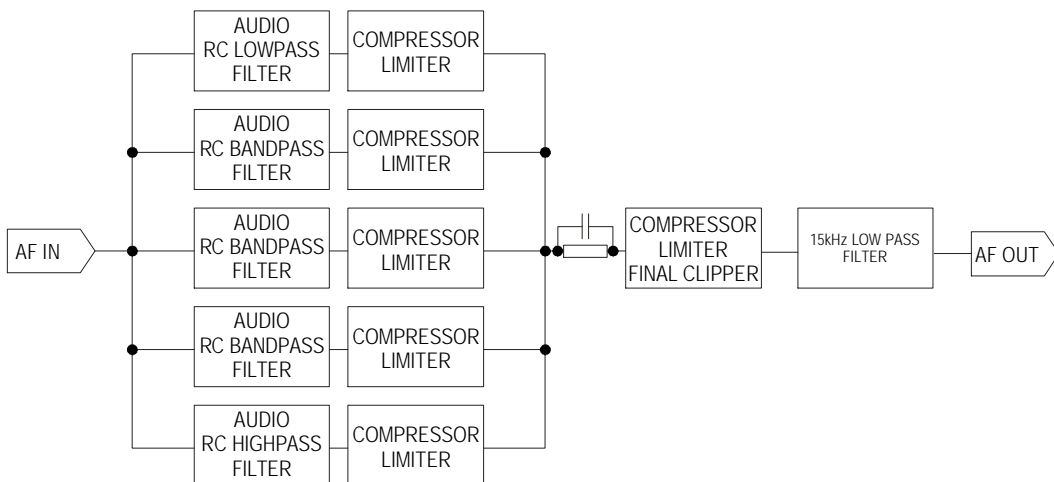 AUDIO
RC LOWPASS
FILTER
COMPRESSOR
LIMITER
AUDIO
RC BANDPASS
FILTER
COMPRESSOR
LIMITER
AF IN
AUDIO
RC BANDPASS
FILTER
COMPRESSOR
LIMITER
COMPRESSOR
LIMITER
FINAL CLIPPER
15kHz LOW PASS
FILTER
AF OUT
AUDIO
RC BANDPASS
FILTER
COMPRESSOR
LIMITER
AUDIO
RC HIGHPASS
FILTER
COMPRESSOR
LIMITER